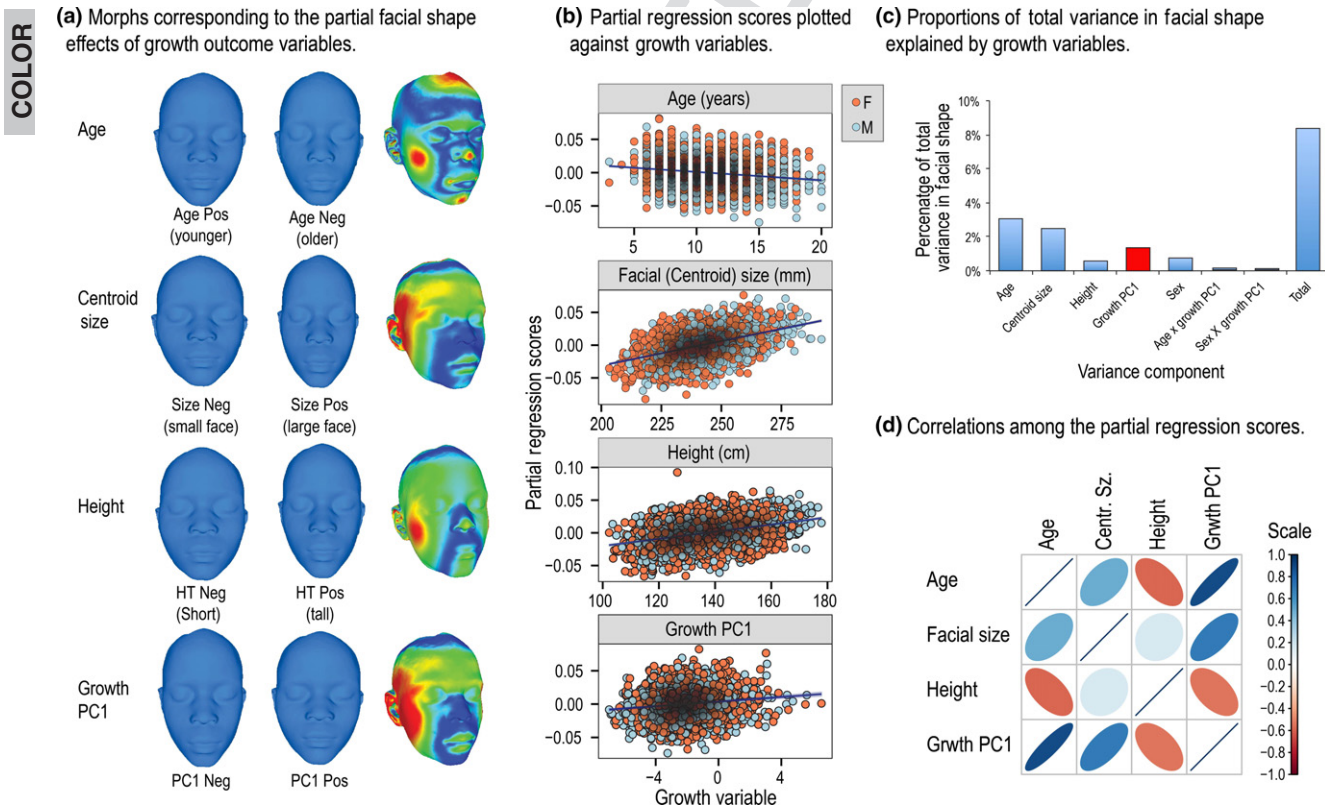 COLOR
(a) Morphs corresponding to the partial facial shape
effects of growth outcome variables.
Age
Age Pos
(younger)
Age Neg
(older)
Centroid
size
Size Neg
(small face)
Size Pos
(large face)
Height
HT Neg
(Short)
HT Pos
(tall)
Growth
PC1
PC1 Neg
PC1 Pos
(b) Partial regression scores plotted
against growth variables.
F
M
Partial regression scores
Age (years)
0.05
0.00
−0.05
5 10 15 20
Facial (Centroid) size (mm)
0.05
0.00
−0.05
200 225 250 275
Height (cm)
0.10
0.05
0.00
−0.05
100 120 140 160 180
Growth PC1
0.05
0.00
−0.05
−4 0 4
Growth variable
(c) Proportions of total variance in facial shape
explained by growth variables.
Percenatge of total
variance in facial shape
10%
8%
6%
4%
2%
0%
Age
Centroid size
Height
Growth PC1
Sex
Age x growth PC1
Sex X growth PC1
Total
Variance component
(d) Correlations among the partial regression scores.
Age
Centr. Sz.
Height
Grwth PC1
Age
Facial size
Height
Grwth PC1
Scale
1.0
0.8
0.6
0.4
0.2
0.0
−0.2
−0.4
−0.6
−0.8
−1.0